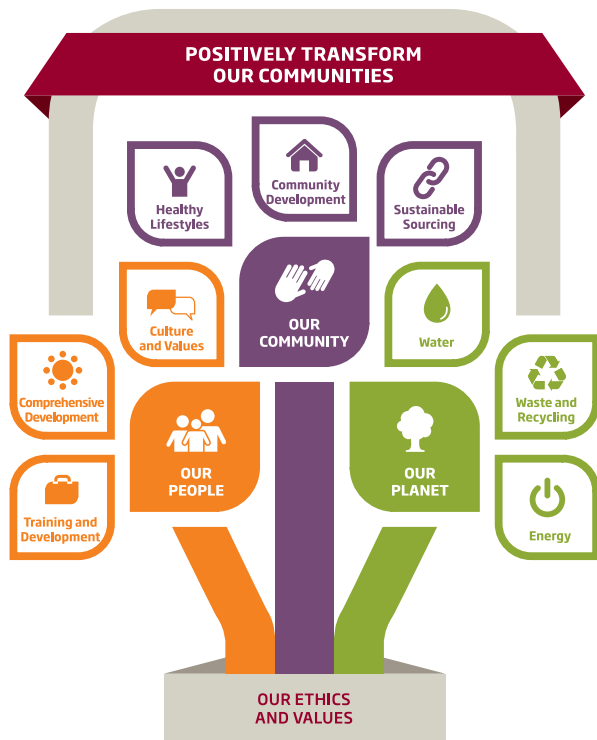 POSITIVELY TRANSFORM
OUR COMMUNITIES
Community
Development
Healthy
Lifestyles
Sustainable
Sourcing
OUR
COMMUNITY
Culture
and Values
Water
Comprehensive
Development
Waste and
Recycling
OUR
PEOPLE
OUR
PLANET
Training and
Development
Energy
OUR ETHICS
AND VALUES